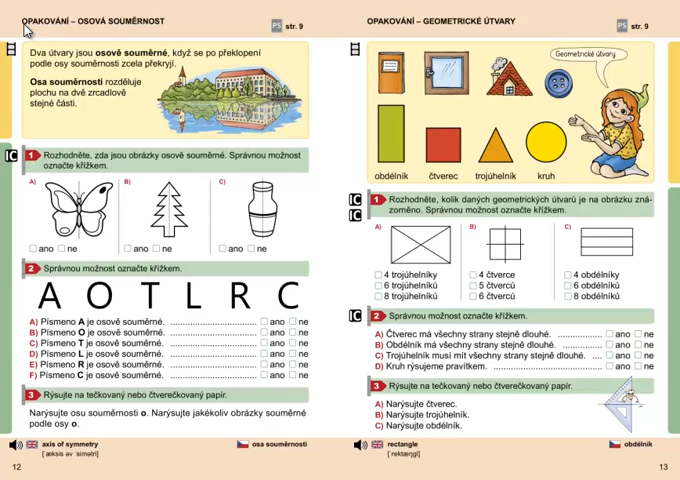 OPAKOVÁNÍ – OSOVÁ SOUMĚRNOST
PS str. 9
Dva útvary jsou osově souměrné, když se po překlopení
podle osy souměrnosti zcela překryjí.
Osa souměrnosti rozděluje
plochu na dvě zrcadlově
stejné části.
IC
1 Rozhodněte, zda jsou obrázky osově souměrné. Správnou možnost
označte křížkem.
A) B) C)
ano ne ano ne ano ne
2 Správnou možnost označte křížkem.
A O T L R C
A) Písmeno A je osově souměrné. ................................ ano ne
B) Písmeno O je osově souměrné. ................................ ano ne
C) Písmeno T je osově souměrné. ................................ ano ne
D) Písmeno L je osově souměrné. ................................ ano ne
E) Písmeno R je osově souměrné. ................................ ano ne
F) Písmeno C je osově souměrné. ................................ ano ne
3 Rýsujte na tečkovaný nebo čtverečkovaný papír.
Narýsujte osu souměrnosti o. Narýsujte jakékoliv obrázky souměrné
podle osy o.
axis of symmetry
[ˈæksis əv ˈsimətri]
osa souměrnosti
12
OPAKOVÁNÍ – GEOMETRICKÉ ÚTVARY
PS str. 9
Geometrické útvary
obdélník čtverec trojúhelník kruh
IC
IC
1 Rozhodněte, kolik daných geometrických útvarů je na obrázku zná-
zorněno. Správnou možnost označte křížkem.
A) B) C)
4 trojúhelníky 4 čtverce 4 obdélníky
6 trojúhelníků 5 čtverců 6 obdélníků
8 trojúhelníků 6 čtverců 8 obdélníků
IC
2 Správnou možnost označte křížkem.
A) Čtverec má všechny strany stejně dlouhé. ................ ano ne
B) Obdélník má všechny strany stejně dlouhé. ............... ano ne
C) Trojúhelník musí mít všechny strany stejně dlouhé. .... ano ne
D) Kruh rýsujeme pravítkem. ........................................ ano ne
3 Rýsujte na tečkovaný nebo čtverečkovaný papír.
A) Narýsujte čtverec.
B) Narýsujte trojúhelník.
C) Narýsujte obdélník.
rectangle
[ˈrektæŋgl]
obdélník
13